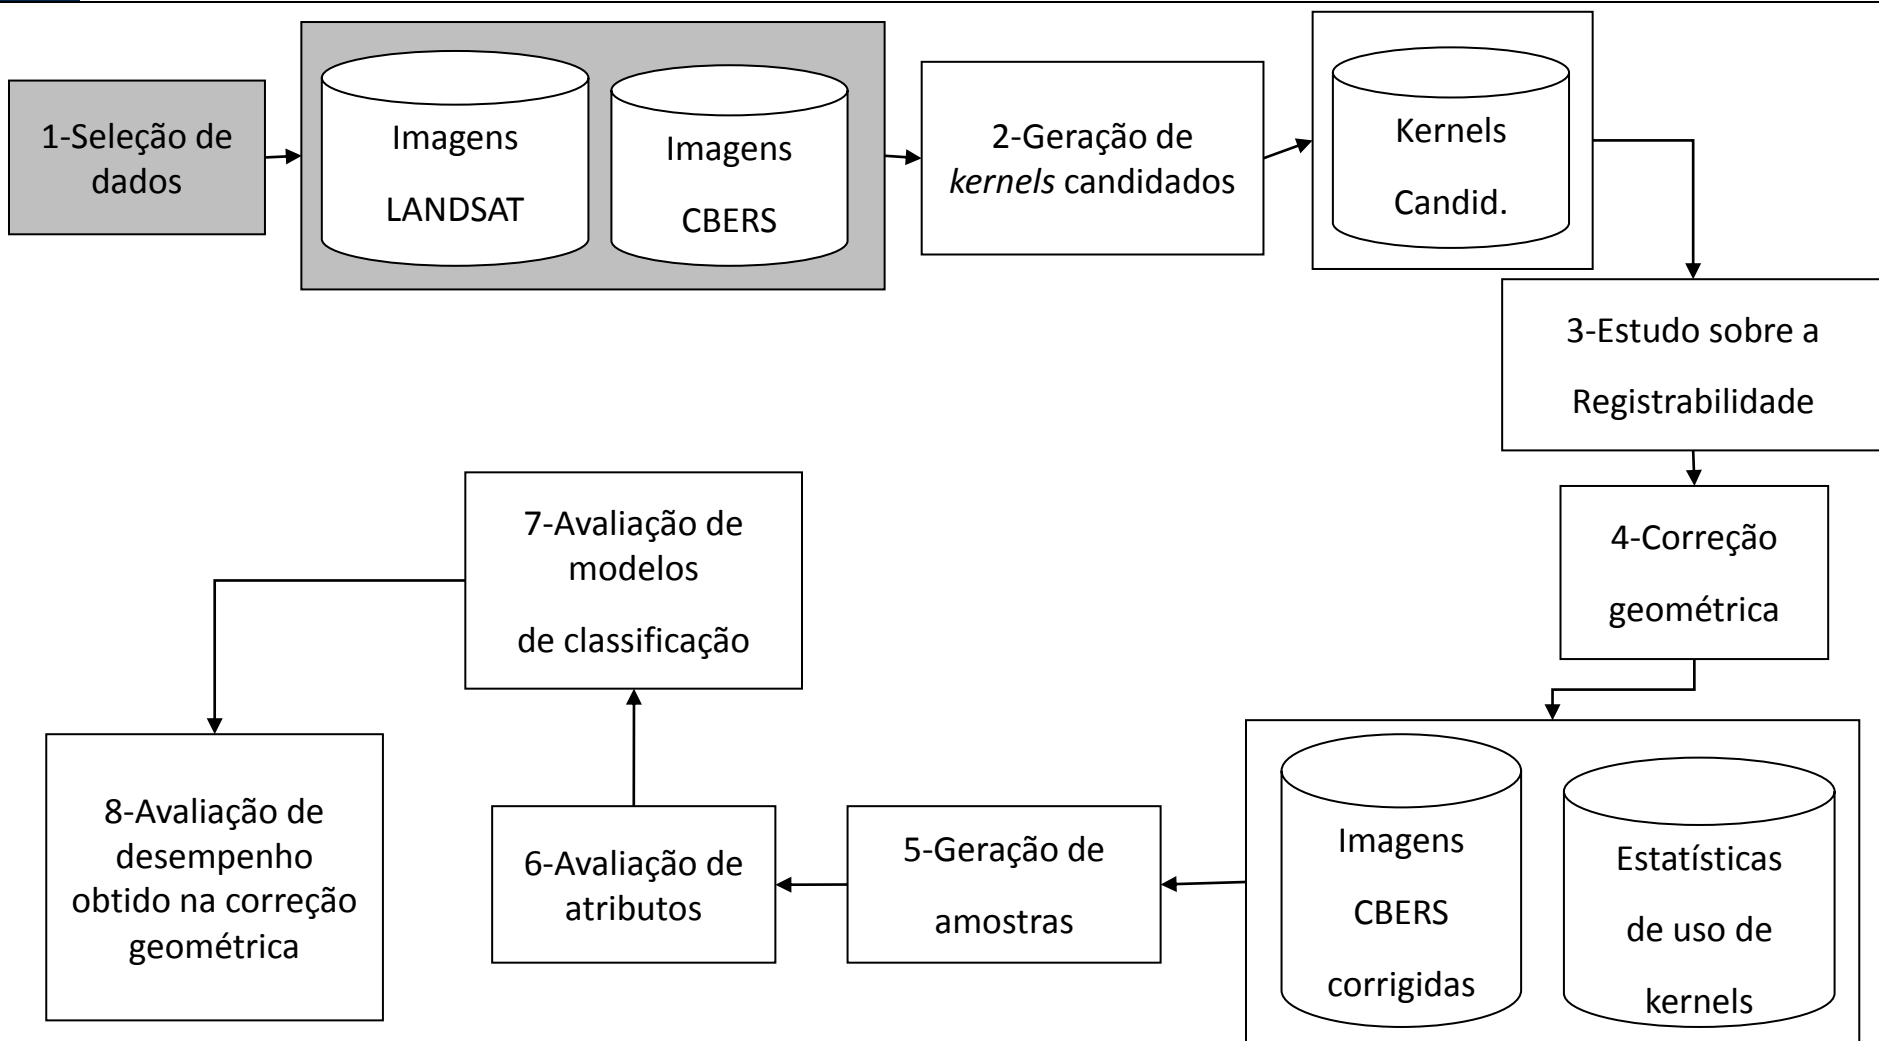 1-Seleção de
dados
Imagens
LANDSAT
Imagens
CBERS
2-Geração de
kernels candidados
Kernels
Candid.
3-Estudo sobre a
Registrabilidade
4-Correção
geométrica
Imagens
CBERS
corrigidas
Estatísticas
de uso de
kernels
5-Geração de
amostras
6-Avaliação de
atributos
7-Avaliação de
modelos
de classificação
8-Avaliação de
desempenho
obtido na correção
geométrica